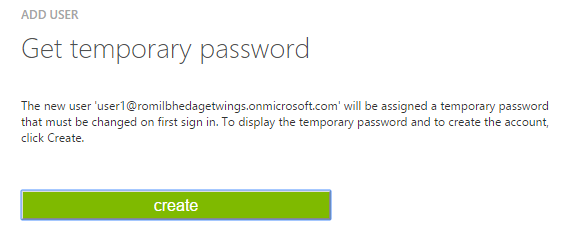 ADD USER
Get temporary password
The new user 'user1@romilbhedagetwings.onmicrosoft.com' will be assigned a temporary password
that must be changed on first sign in. To display the temporary password and to create the account,
click Create.
create